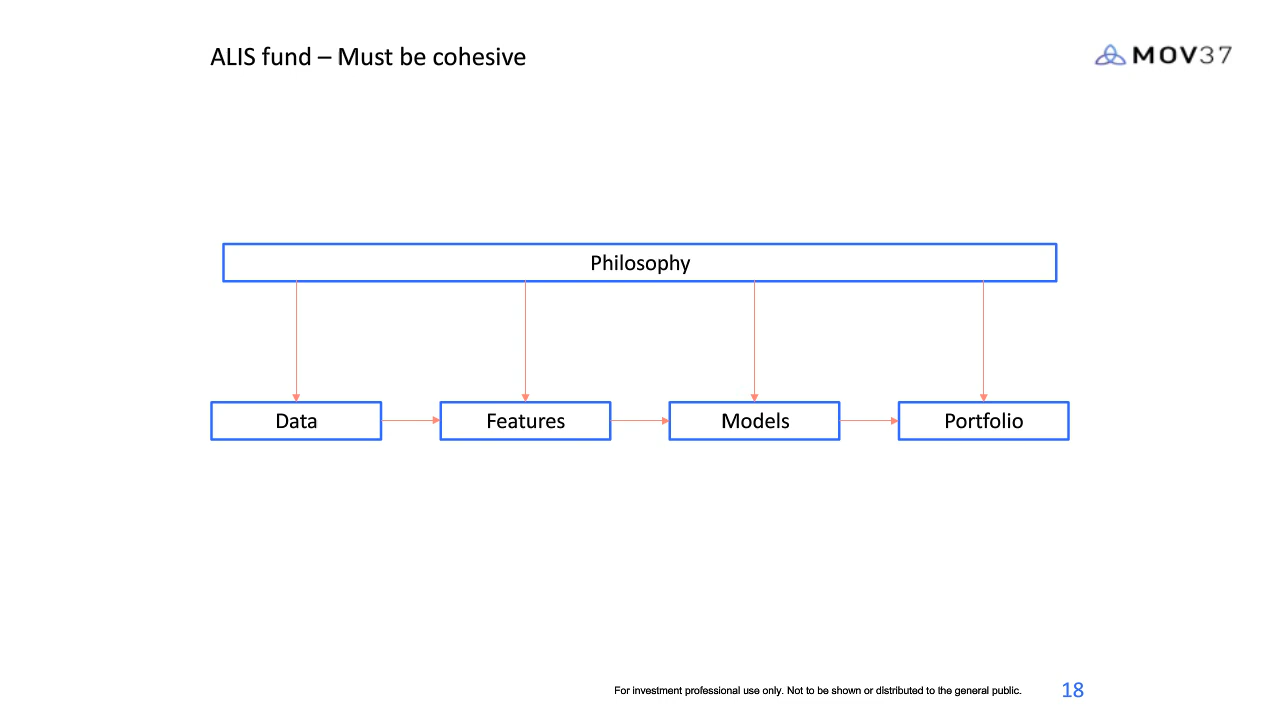 ALIS fund – Must be cohesive
MOV37
Philosophy
Data
Features
Models
Portfolio
For investment professional use only. Not to be shown or distributed to the general public.
18